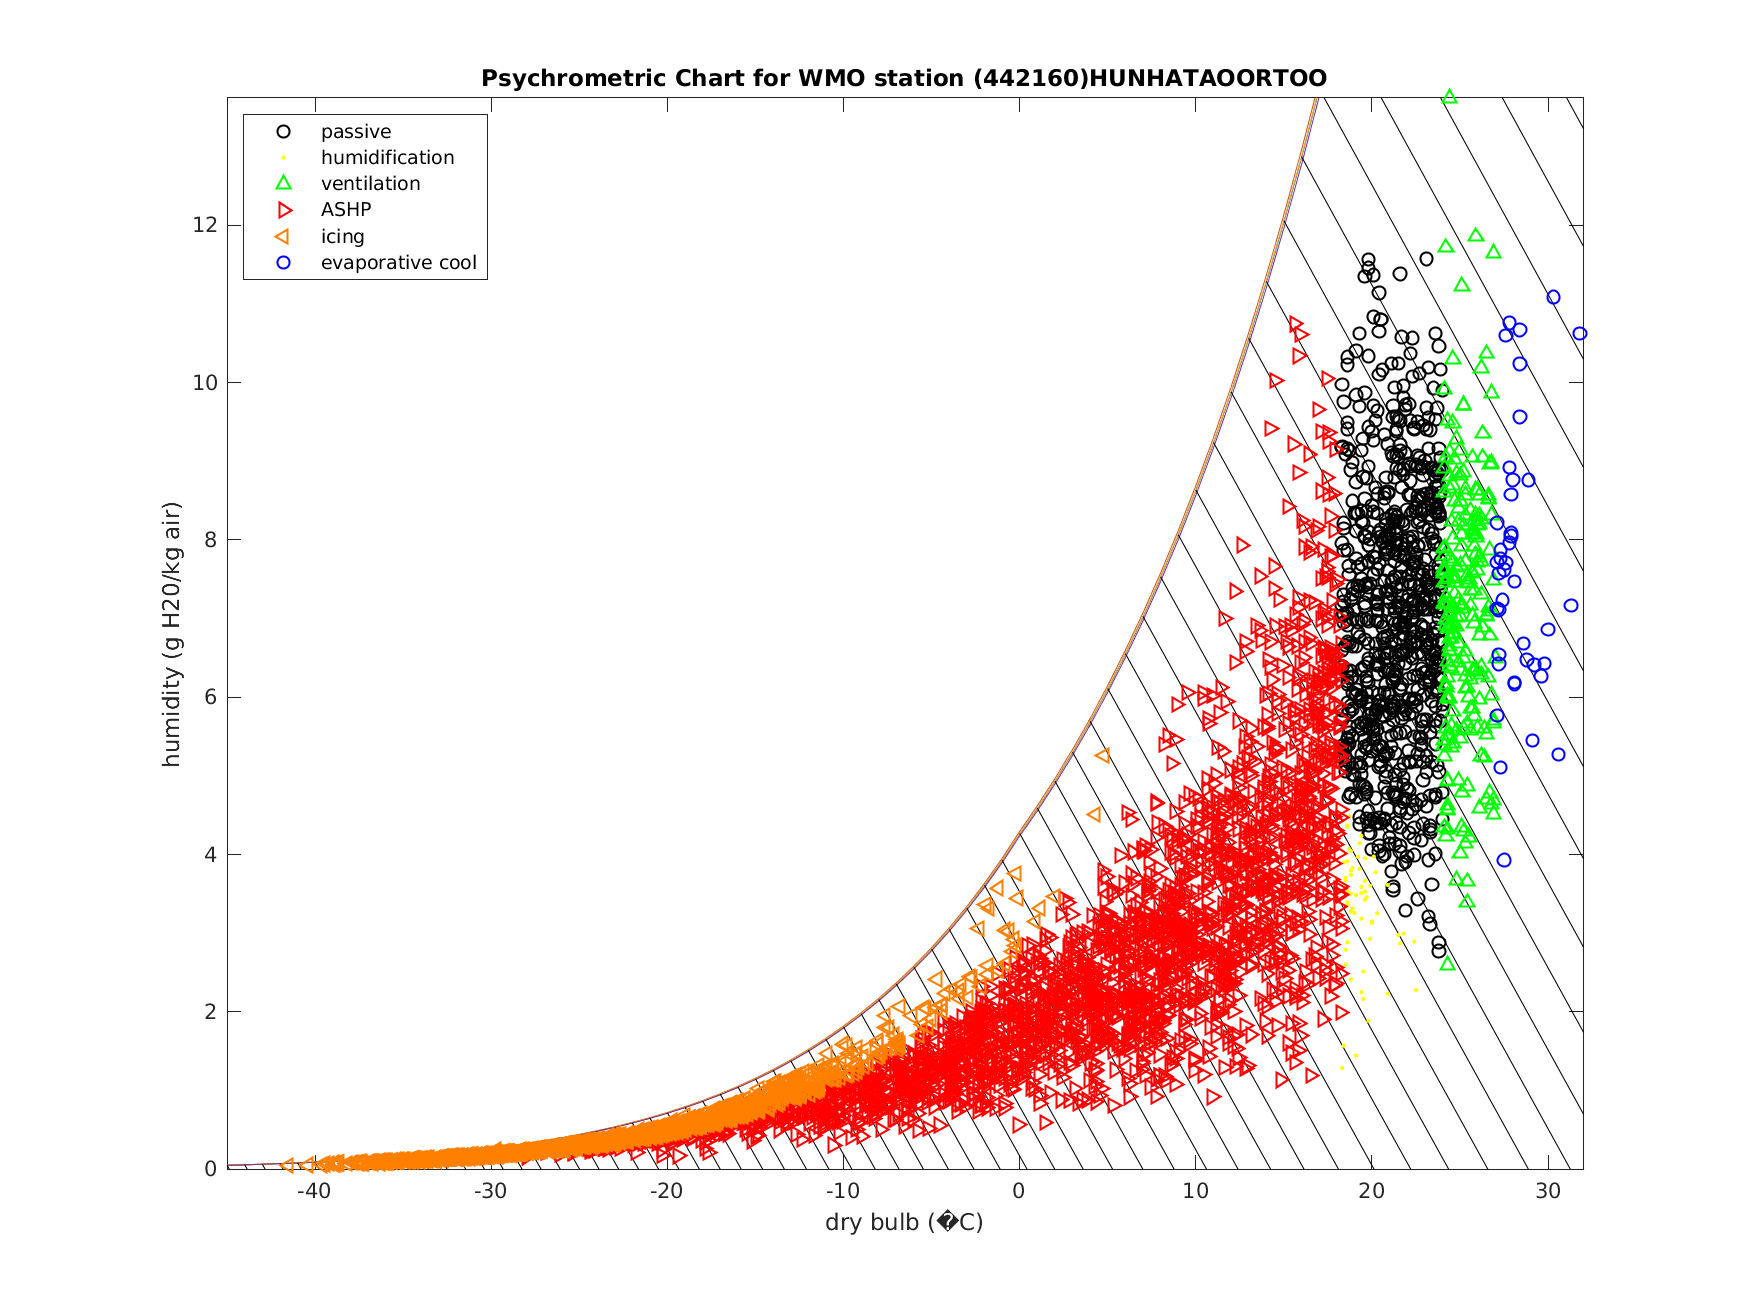 Psychrometric Chart for WMO station (442160)HUNHATAOORTOO
passive
humidification
ventilation
ASHP
icing
evaporative cool
humidity (g H20/kg air)
12
10
8
6
4
2
0
-40 -30 -20 -10 0 10 20 30
dry bulb (�C)